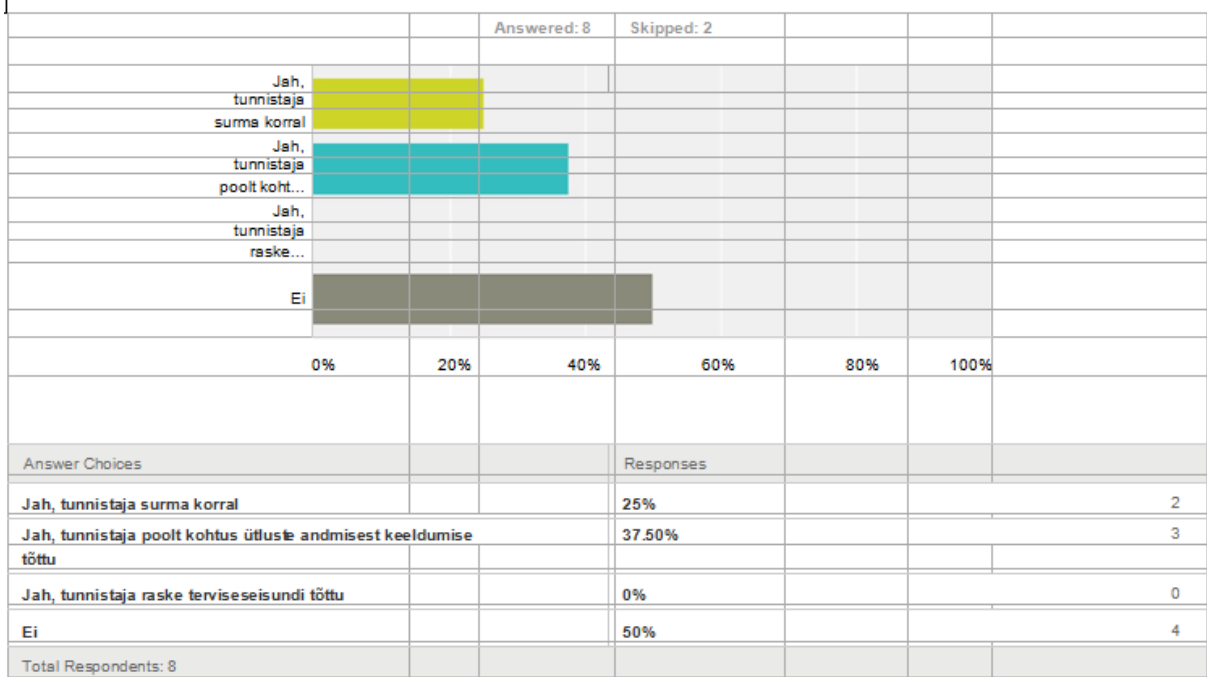 Answered: 8 Skipped: 2
Jah,
tunnistaja
surma korral
Jah,
tunnistaja
poolt koht...
Jah,
tunnistaja
raske...
Ei
0% 20% 40% 60% 80% 100%
Answer Choices Responses
Jah, tunnistaja surma korral 25% 2
Jah, tunnistaja poolt kohtus ütluste andmisest keeldumise 37.50% 3
tõttu
Jah, tunnistaja raske terviseseisundi tõttu 0% 0
Ei 50% 4
Total Respondents: 8